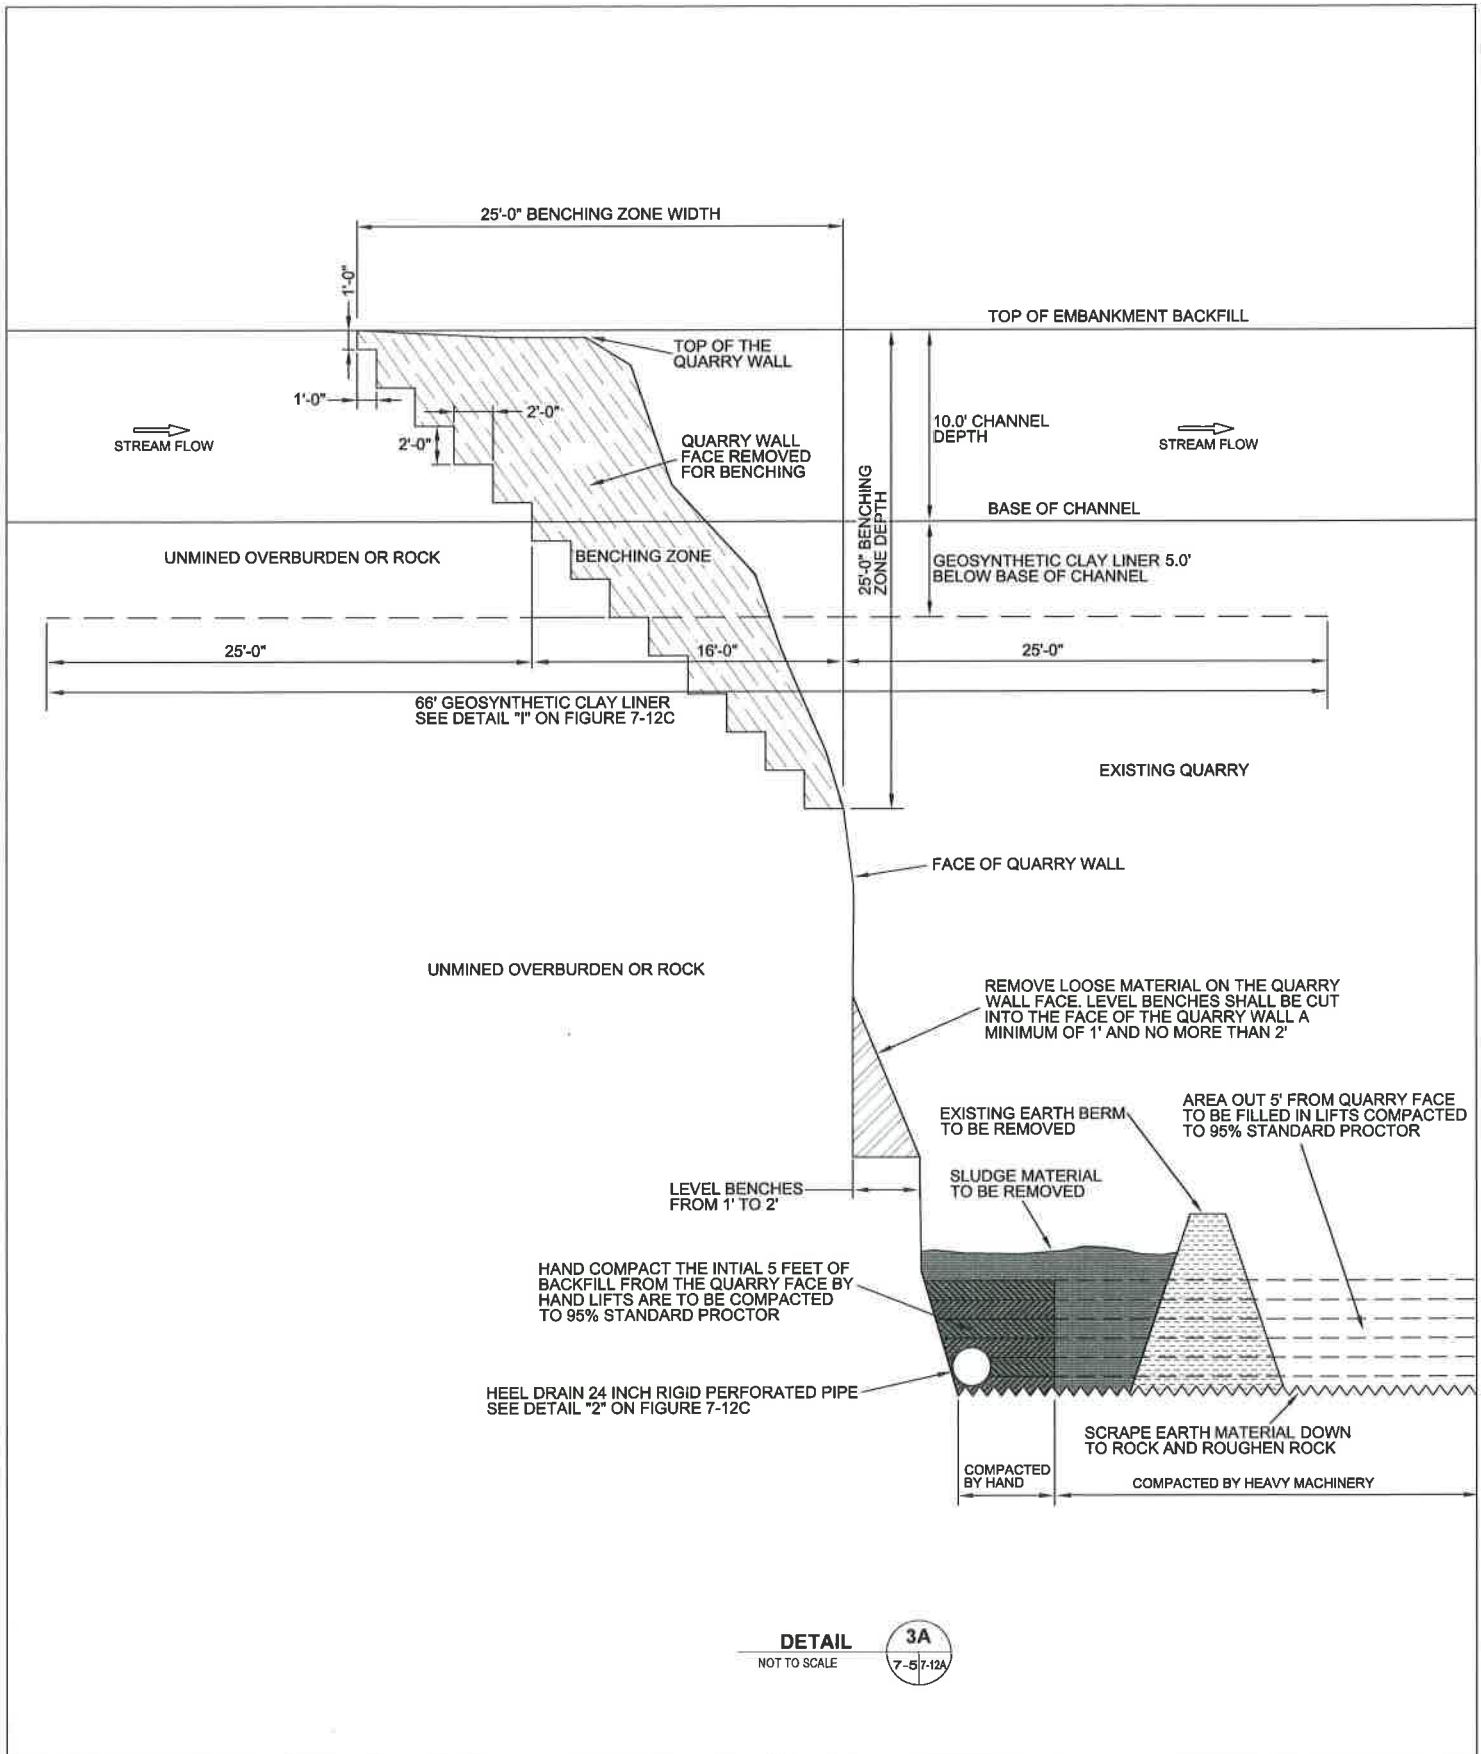 25'-0" BENCHING ZONE WIDTH
1'-0"
TOP OF EMBANKMENT BACKFILL
TOP OF THE
QUARRY WALL
1'-0"
2'-0"
2'-0"
10.0' CHANNEL
DEPTH
STREAM FLOW
STREAM FLOW
QUARRY WALL
FACE REMOVED
FOR BENCHING
25'-0" BENCHING
ZONE DEPTH
BASE OF CHANNEL
UNMINED OVERBURDEN OR ROCK
BENCHING ZONE
GEOSYNTHETIC CLAY LINER 5.0'
BELOW BASE OF CHANNEL
25'-0"
16'-0"
25'-0"
66' GEOSYNTHETIC CLAY LINER
SEE DETAIL "I" ON FIGURE 7-12C
EXISTING QUARRY
FACE OF QUARRY WALL
UNMINED OVERBURDEN OR ROCK
REMOVE LOOSE MATERIAL ON THE QUARRY
WALL FACE. LEVEL BENCHES SHALL BE CUT
INTO THE FACE OF THE QUARRY WALL A
MINIMUM OF 1' AND NO MORE THAN 2'
EXISTING EARTH BERM
TO BE REMOVED
AREA OUT 5' FROM QUARRY FACE
TO BE FILLED IN LIFTS COMPACTED
TO 95% STANDARD PROCTOR
SLUDGE MATERIAL
TO BE REMOVED
LEVEL BENCHES
FROM 1' TO 2'
HAND COMPACT THE INTIAL 5 FEET OF
BACKFILL FROM THE QUARRY FACE BY
HAND LIFTS ARE TO BE COMPACTED
TO 95% STANDARD PROCTOR
HEEL DRAIN 24 INCH RIGID PERFORATED PIPE
SEE DETAIL "2" ON FIGURE 7-12C
SCRAPE EARTH MATERIAL DOWN
TO ROCK AND ROUGHEN ROCK
COMPACTED
BY HAND
COMPACTED BY HEAVY MACHINERY
DETAIL
NOT TO SCALE
3A
7-5 7-12A